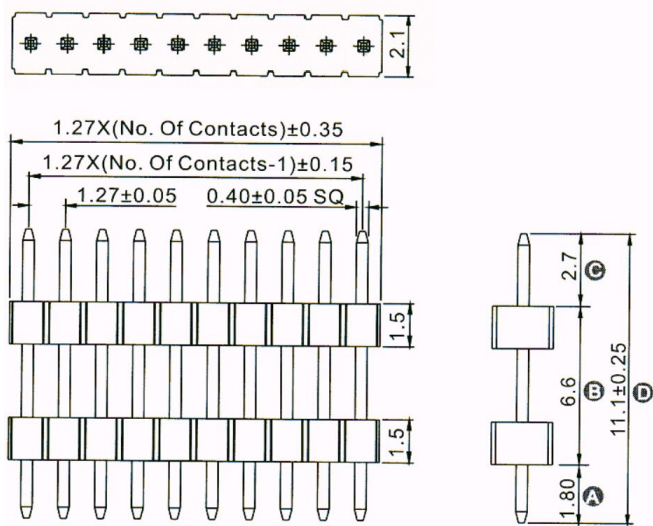 2.1
1.27X(No. Of Contacts)±0.35
1.27X(No. Of Contacts-1)±0.15
1.27±0.05
0.40±0.05 SQ
1.5
1.5
2.7 C
6.6 B
1.80 A
11.1±0.25 D